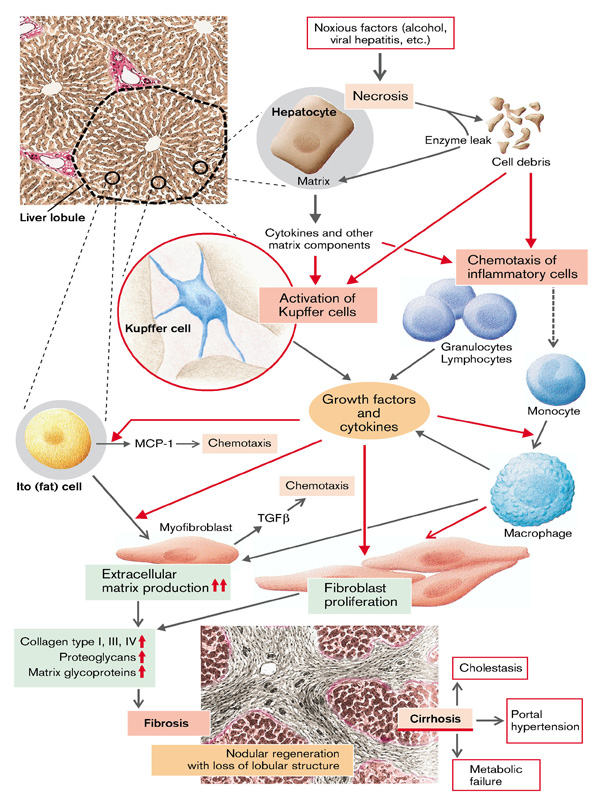 Noxious factors (alcohol,
viral hepatitis, etc.)
Necrosis
Hepatocyte
Enzyme leak
Cell debris
Matrix
Liver lobule
Cytokines and other
matrix components
Chemotaxis of
inflammatory cells
Activation of
Kupffer cells
Kupffer cell
Granulocytes
Lymphocytes
Growth factors
and
cytokines
Monocyte
MCP-1
Chemotaxis
Ito (fat) cell
Chemotaxis
TGFβ
Myofibroblast
Macrophage
Extracellular
matrix production
Fibroblast
proliferation
Collagen type I, III, IV
Proteoglycans
Matrix glycoproteins
Cholestasis
Fibrosis
Cirrhosis
Portal
hypertension
Nodular regeneration
with loss of lobular structure
Metabolic
failure